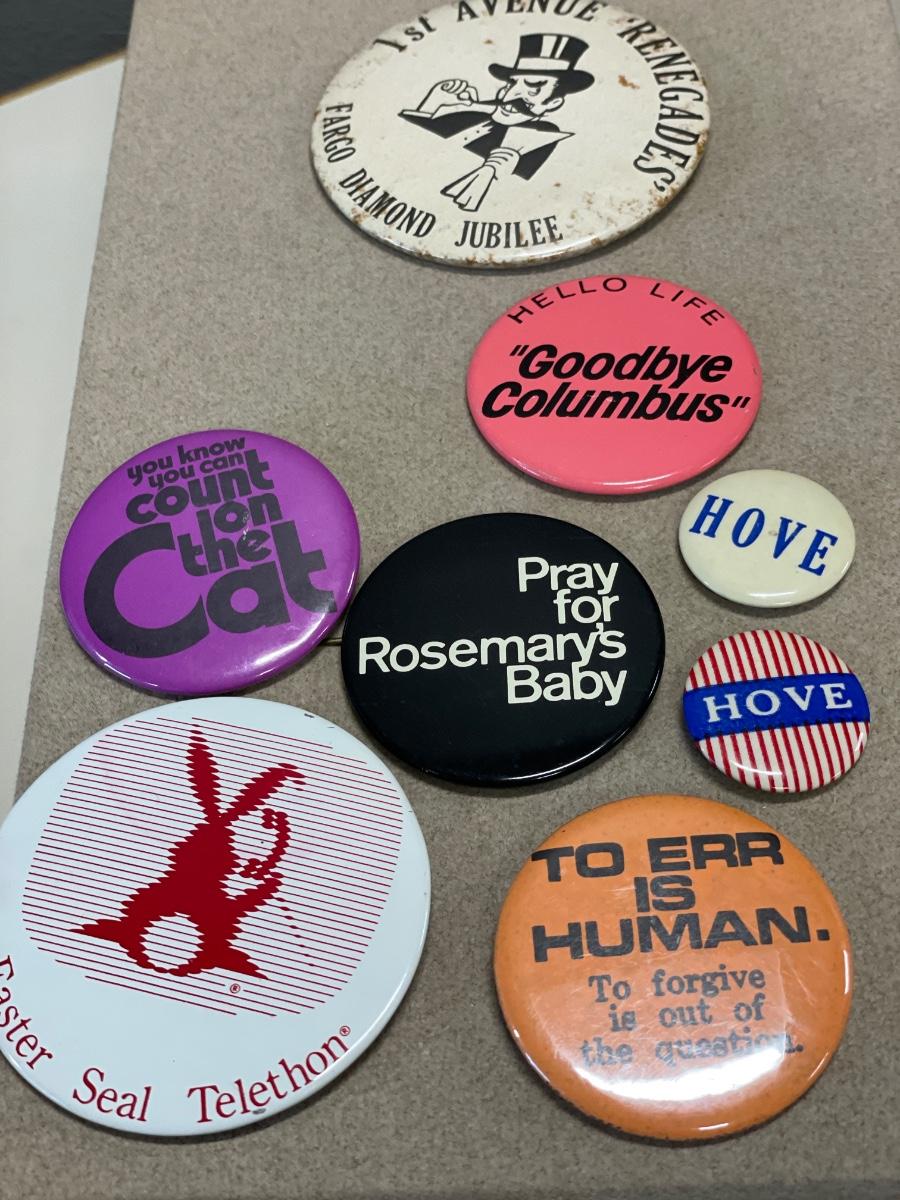 1st AVENUE 'RENEGADES'
FARGO DIAMOND JUBILEE
HELLO LIFE
"Goodbye
Columbus"
you know
you can
count
on
the
Cat
HOVE
Pray
for
Rosemary's
Baby
HOVE
®
Easter Seal Telethon®
TO ERR
IS
HUMAN.
To forgive
is out of
the question.